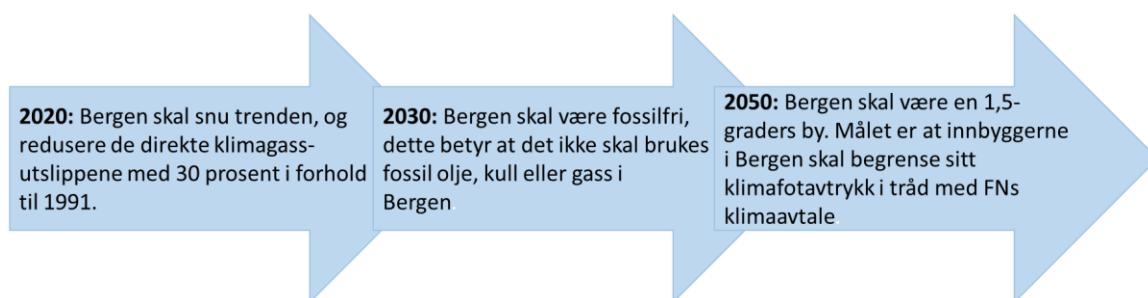 2020: Bergen skal snu trenden, og
redusere de direkte klimagass-
utslippene med 30 prosent i forhold
til 1991.
2030: Bergen skal være fossilfri,
dette betyr at det ikke skal brukes
fossil olje, kull eller gass i
Bergen.
2050: Bergen skal være en 1,5-
graders by. Målet er at innbyggerne
i Bergen skal begrense sitt
klimafotavtrykk i tråd med FNs
klimaavtale.